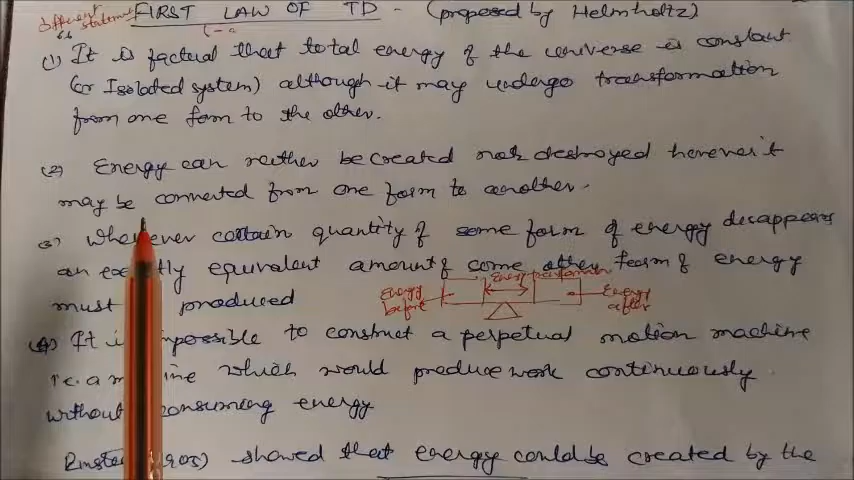 different statements FIRST LAW OF TD - (proposed by Helmholtz)
(1) It is factual that total energy of the universe is constant
(or Isolated system) although it may undergo transformation
from one form to the other.
(2) Energy can neither be created nor destroyed however it
may be converted from one form to another.
(3) Whenever certain quantity of some form of energy disappears
an exactly equivalent amount of some other form of energy
must produced
Energy before Energy transformation Energy after
(4) It is impossible to construct a perpetual motion machine
i.e. a machine which would produce work continuously
without consuming energy
(1905) showed that energy could be created by the